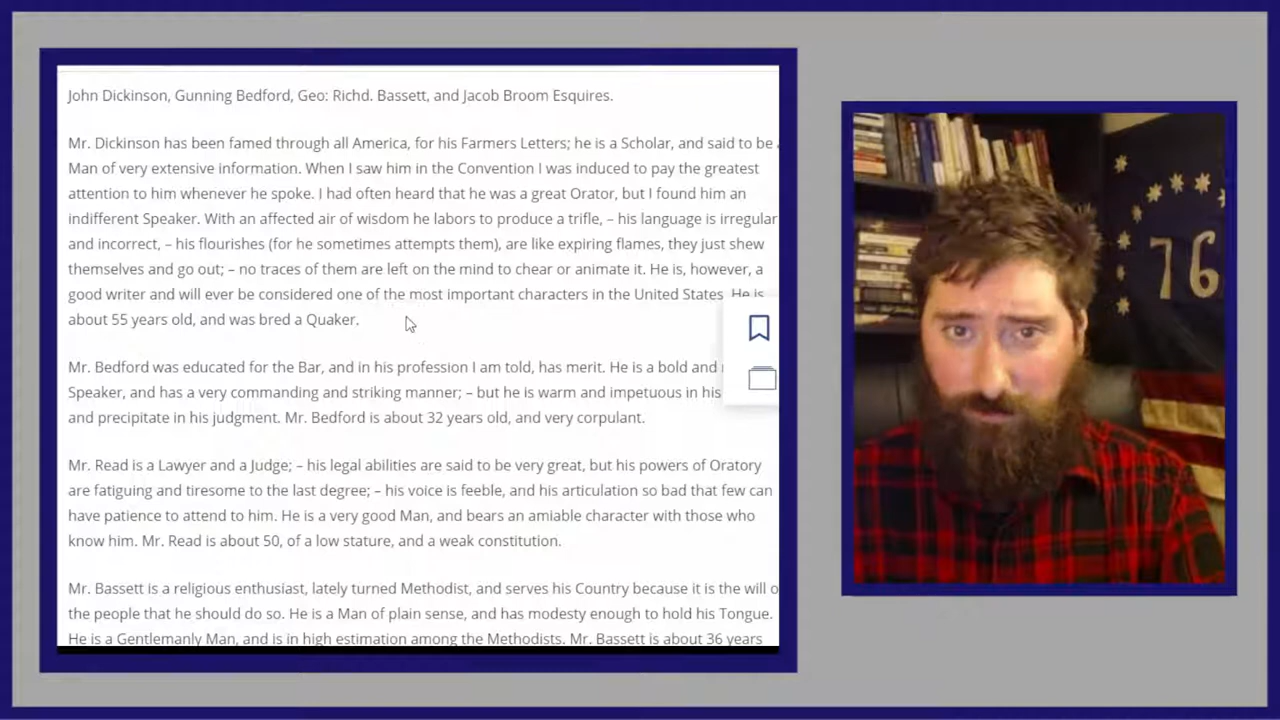 John Dickinson, Gunning Bedford, Geo: Richd. Bassett, and Jacob Broom Esquires.
Mr. Dickinson has been famed through all America, for his Farmers Letters; he is a Scholar, and said to be
Man of very extensive information. When I saw him in the Convention I was induced to pay the greatest
attention to him whenever he spoke. I had often heard that he was a great Orator, but I found him an
indifferent Speaker. With an affected air of wisdom he labors to produce a trifle, – his language is irregular
and incorrect, – his flourishes (for he sometimes attempts them), are like expiring flames, they just shew
themselves and go out; – no traces of them are left on the mind to chear or animate it. He is, however, a
good writer and will ever be considered one of the most important characters in the United States. He is
about 55 years old, and was bred a Quaker.
Mr. Bedford was educated for the Bar, and in his profession I am told, has merit. He is a bold and
Speaker, and has a very commanding and striking manner; – but he is warm and impetuous in his
and precipitate in his judgment. Mr. Bedford is about 32 years old, and very corpulant.
Mr. Read is a Lawyer and a Judge; – his legal abilities are said to be very great, but his powers of Oratory
are fatiguing and tiresome to the last degree; – his voice is feeble, and his articulation so bad that few can
have patience to attend to him. He is a very good Man, and bears an amiable character with those who
know him. Mr. Read is about 50, of a low stature, and a weak constitution.
Mr. Bassett is a religious enthusiast, lately turned Methodist, and serves his Country because it is the will
the people that he should do so. He is a Man of plain sense, and has modesty enough to hold his Tongue.
He is a Gentlemanly Man, and is in high estimation among the Methodists. Mr. Bassett is about 36 years
76